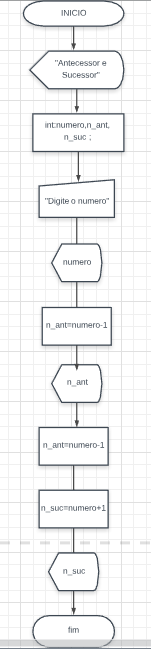 INICIO
"Antecessor e
Sucessor"
int:numero,n_ant,
n_suc ;
"Digite o numero"
numero
n_ant=numero-1
n_ant
n_ant=numero-1
n_suc=numero+1
n_suc
fim